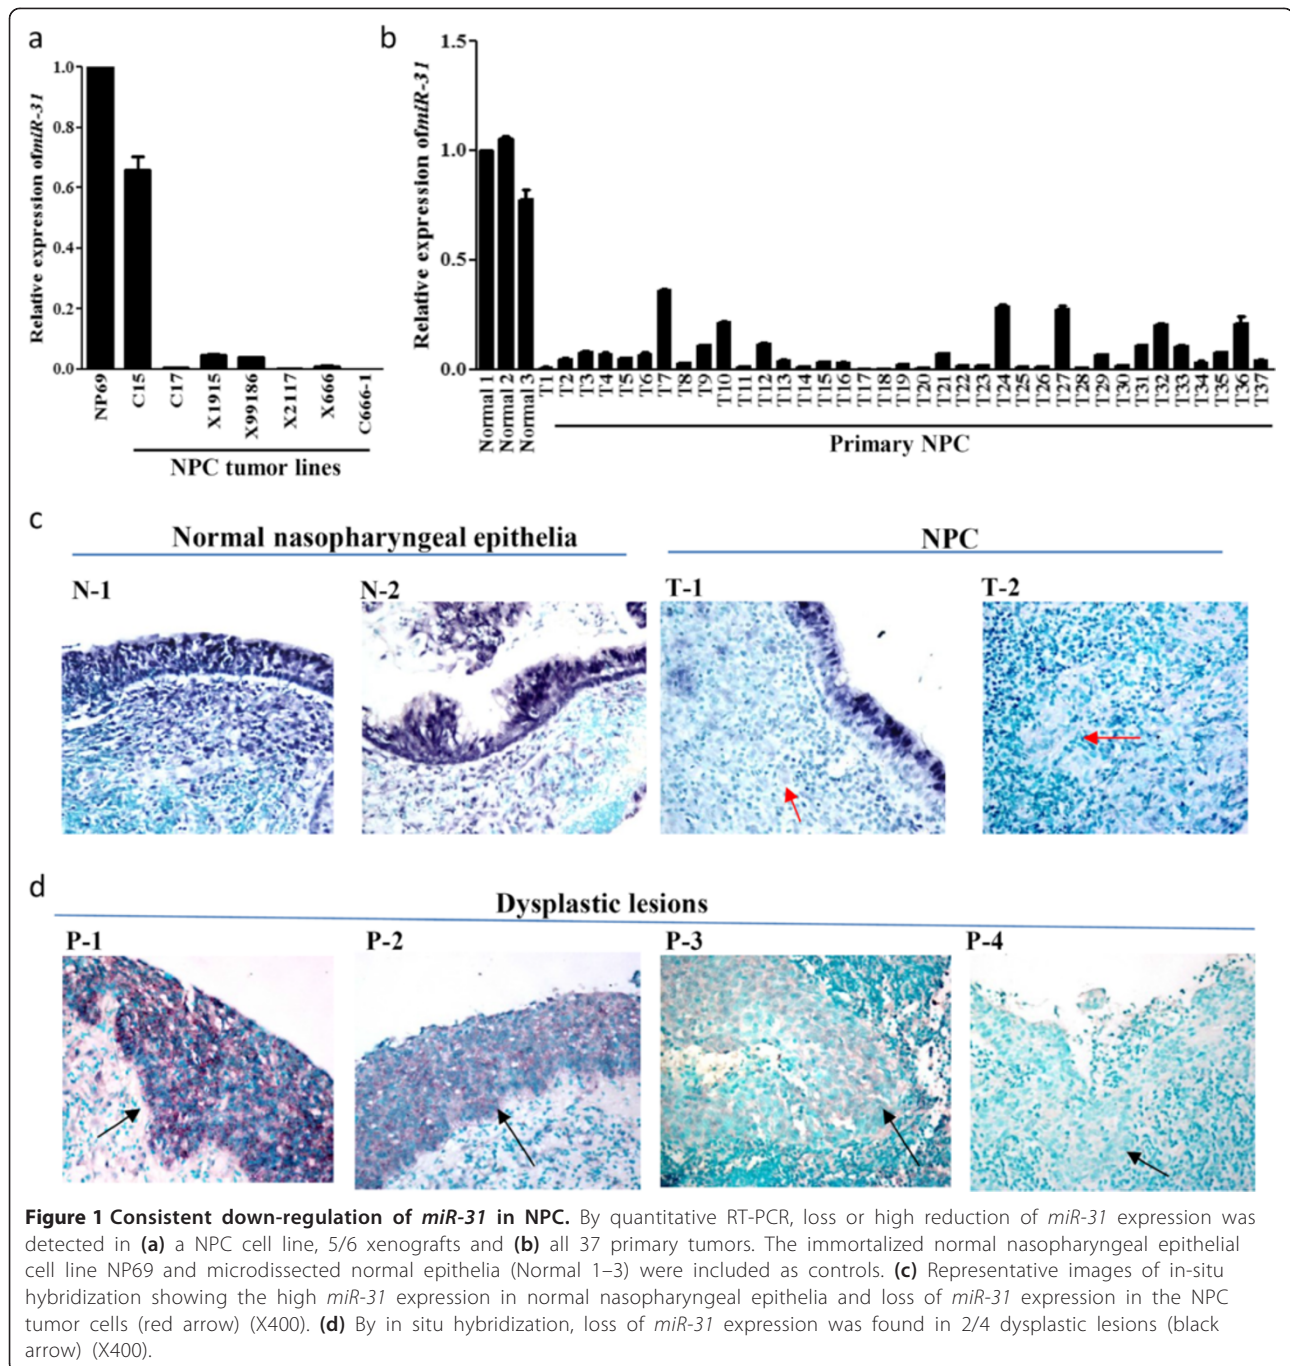 a
1.0
0.8
0.6
0.4
0.2
0.0
Relative expression of miR-31
NP69
C15
C17
X1915
X99186
X2117
X666
C666-1
NPC tumor lines
b
1.5
1.0
0.5
0.0
Relative expression of miR-31
Normal 1
Normal 2
Normal 3
T1
T2
T3
T4
T5
T6
T7
T8
T9
T10
T11
T12
T13
T14
T15
T16
T17
T18
T19
T20
T21
T22
T23
T24
T25
T26
T27
T28
T29
T30
T31
T32
T33
T34
T35
T36
T37
Primary NPC
c
Normal nasopharyngeal epithelia
NPC
N-1
N-2
T-1
T-2
d
Dysplastic lesions
P-1
P-2
P-3
P-4
Figure 1 Consistent down-regulation of miR-31 in NPC. By quantitative RT-PCR, loss or high reduction of miR-31 expression was
detected in (a) a NPC cell line, 5/6 xenografts and (b) all 37 primary tumors. The immortalized normal nasopharyngeal epithelial
cell line NP69 and microdissected normal epithelia (Normal 1–3) were included as controls. (c) Representative images of in-situ
hybridization showing the high miR-31 expression in normal nasopharyngeal epithelia and loss of miR-31 expression in the NPC
tumor cells (red arrow) (X400). (d) By in situ hybridization, loss of miR-31 expression was found in 2/4 dysplastic lesions (black
arrow) (X400).